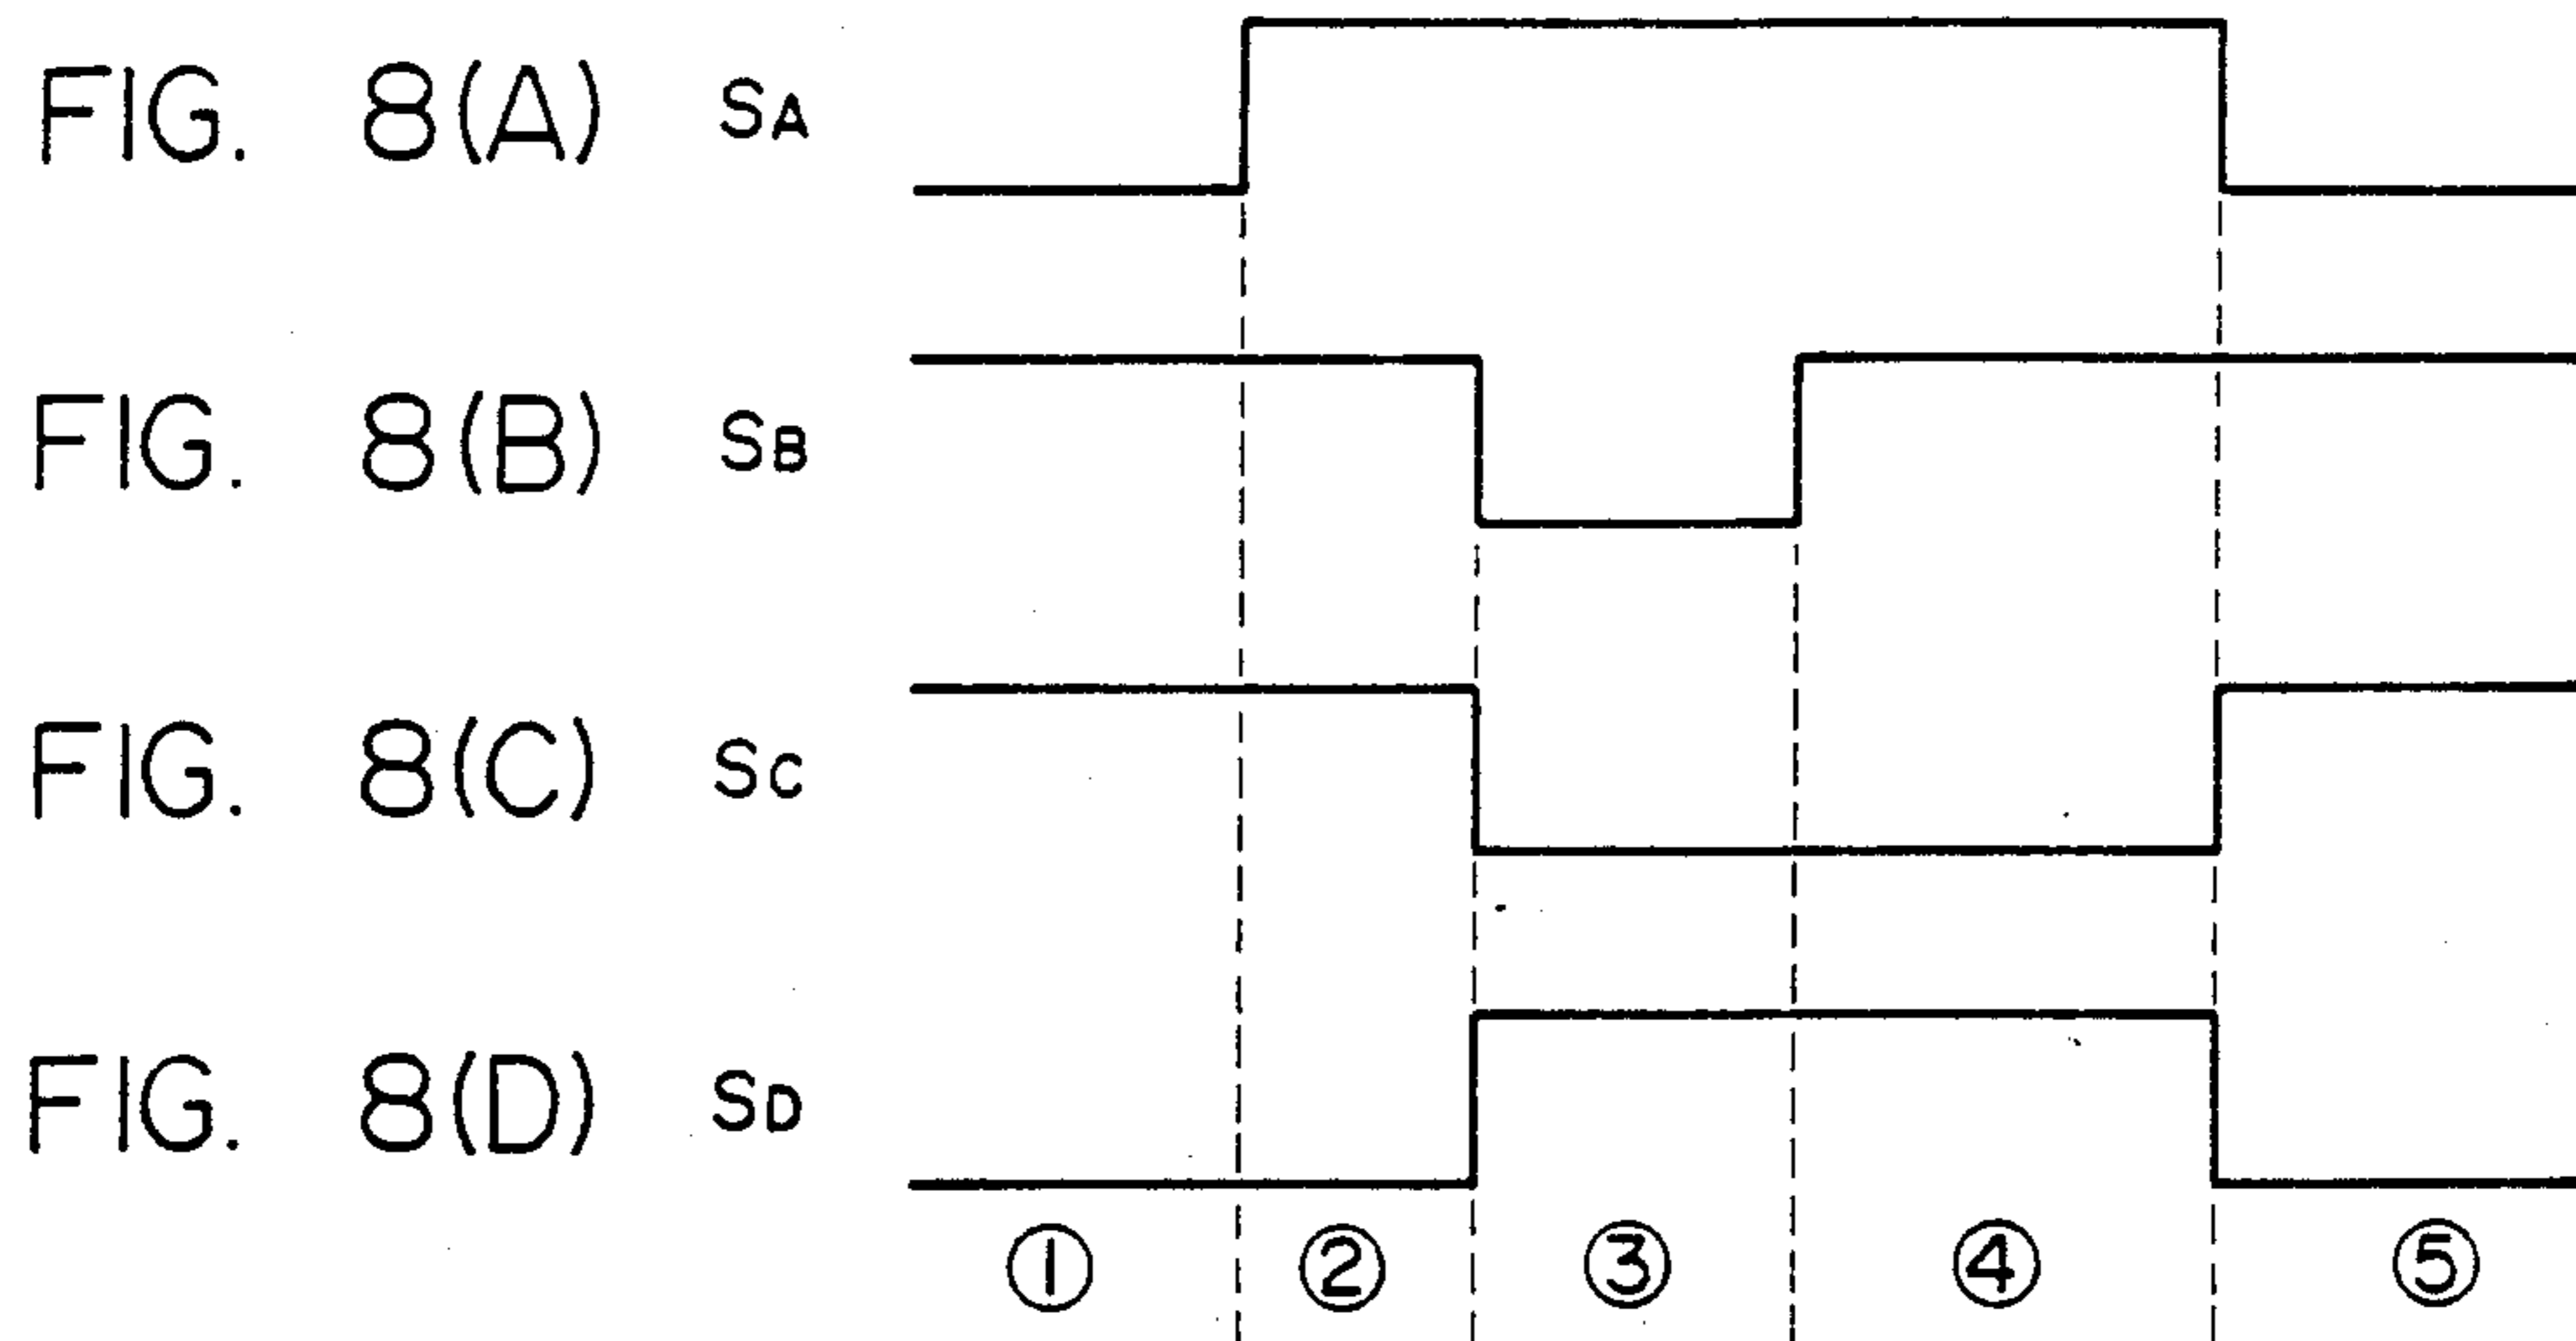 FIG. 8(A) SA
FIG. 8(B) SB
FIG. 8(C) SC
FIG. 8(D) SD
① ② ③ ④ ⑤